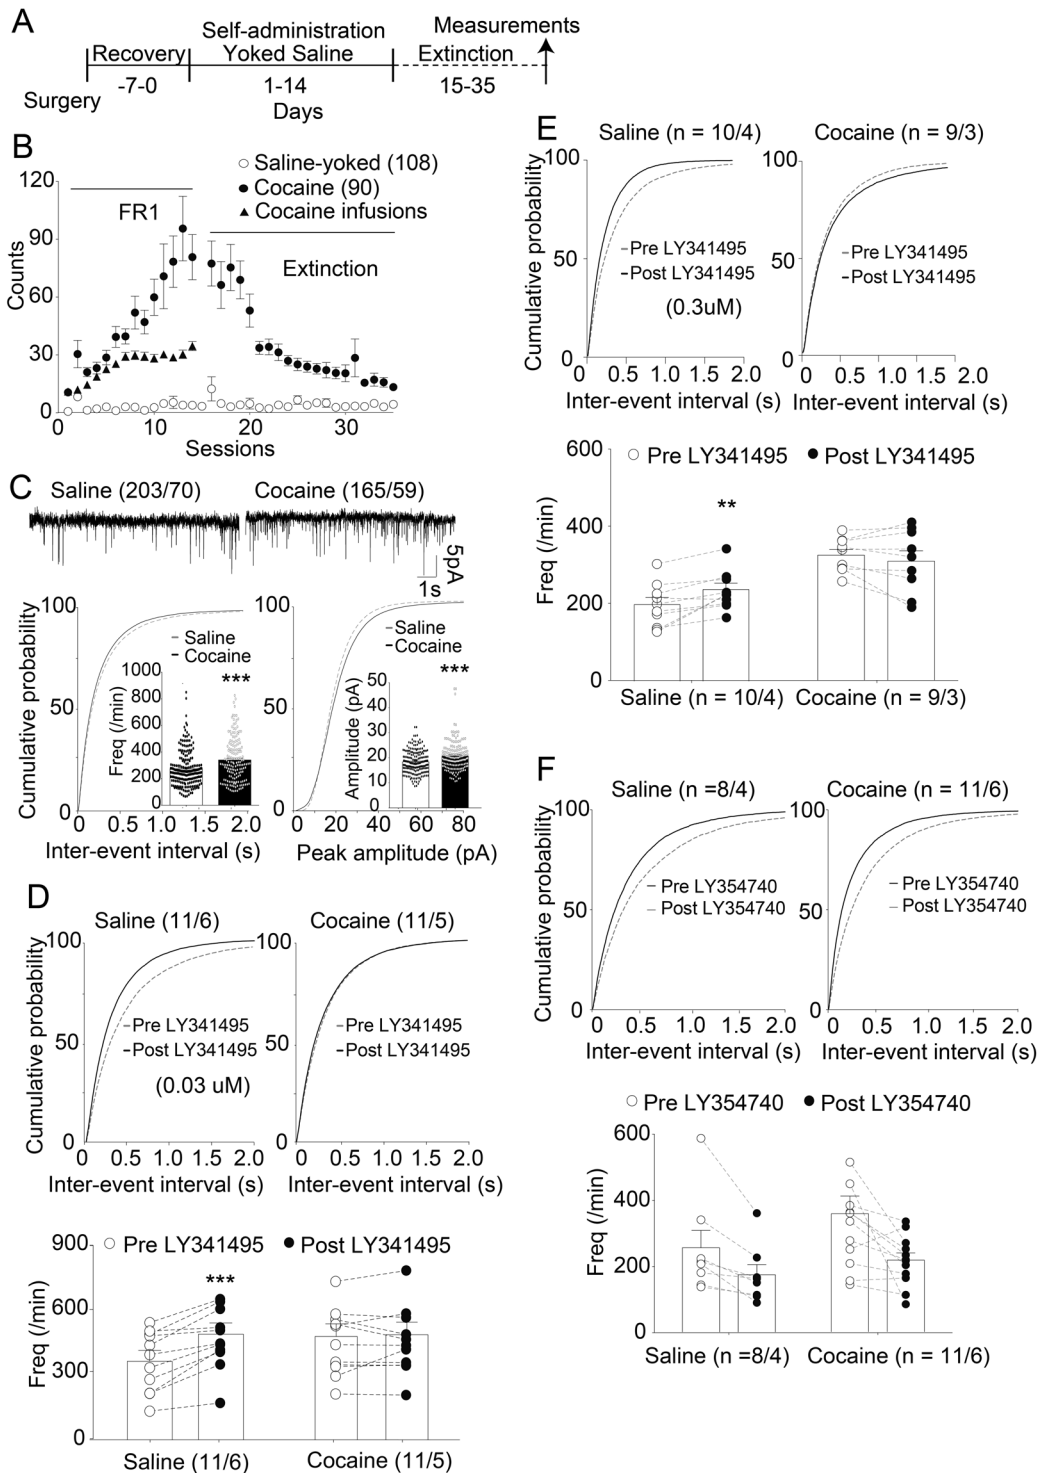 A
Measurements
Self-administration
Recovery
Yoked Saline
Extinction
-7-0
1-14
15-35
Surgery
Days
B
Saline-yoked (108)
Cocaine (90)
Cocaine infusions
FR1
Extinction
Counts
120
90
60
30
0
0
10
20
30
Sessions
C
Saline (203/70)
Cocaine (165/59)
5pA
1s
Cumulative probability
100
50
0
Saline
Cocaine
***
Freq (/min)
1000
800
600
400
200
0
0
0.5
1.0
1.5
2.0
Inter-event interval (s)
100
50
0
Saline
Cocaine
***
Amplitude (pA)
50
40
30
20
10
0
0
20
40
60
80
Peak amplitude (pA)
D
Saline (11/6)
Cocaine (11/5)
Cumulative probability
100
50
0
Pre LY341495
Post LY341495
(0.03 uM)
0
0.5
1.0
1.5
2.0
Inter-event interval (s)
100
50
0
Pre LY341495
Post LY341495
0
0.5
1.0
1.5
2.0
Inter-event interval (s)
Pre LY341495
Post LY341495
***
Freq (/min)
900
600
300
0
Saline (11/6)
Cocaine (11/5)
E
Saline (n = 10/4)
Cocaine (n = 9/3)
Cumulative probability
100
50
0
Pre LY341495
Post LY341495
(0.3uM)
0
0.5
1.0
1.5
2.0
Inter-event interval (s)
100
50
0
Pre LY341495
Post LY341495
0
0.5
1.0
1.5
2.0
Inter-event interval (s)
Pre LY341495
Post LY341495
**
Freq (/min)
600
400
200
0
Saline (n = 10/4)
Cocaine (n = 9/3)
F
Saline (n =8/4)
Cocaine (n = 11/6)
Cumulative probability
100
50
0
Pre LY354740
Post LY354740
0
0.5
1.0
1.5
2.0
Inter-event interval (s)
100
50
0
Pre LY354740
Post LY354740
0
0.5
1.0
1.5
2.0
Inter-event interval (s)
Pre LY354740
Post LY354740
Freq (/min)
600
400
200
0
Saline (n =8/4)
Cocaine (n = 11/6)